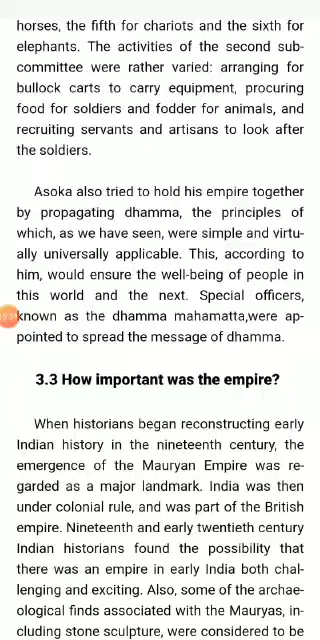 horses, the fifth for chariots and the sixth for
elephants. The activities of the second sub-
committee were rather varied: arranging for
bullock carts to carry equipment, procuring
food for soldiers and fodder for animals, and
recruiting servants and artisans to look after
the soldiers.
Asoka also tried to hold his empire together
by propagating dhamma, the principles of
which, as we have seen, were simple and virtu-
ally universally applicable. This, according to
him, would ensure the well-being of people in
this world and the next. Special officers,
known as the dhamma mahamatta,were ap-
pointed to spread the message of dhamma.
3.3 How important was the empire?
When historians began reconstructing early
Indian history in the nineteenth century, the
emergence of the Mauryan Empire was re-
garded as a major landmark. India was then
under colonial rule, and was part of the British
empire. Nineteenth and early twentieth century
Indian historians found the possibility that
there was an empire in early India both chal-
lenging and exciting. Also, some of the archae-
ological finds associated with the Mauryas, in-
cluding stone sculpture, were considered to be